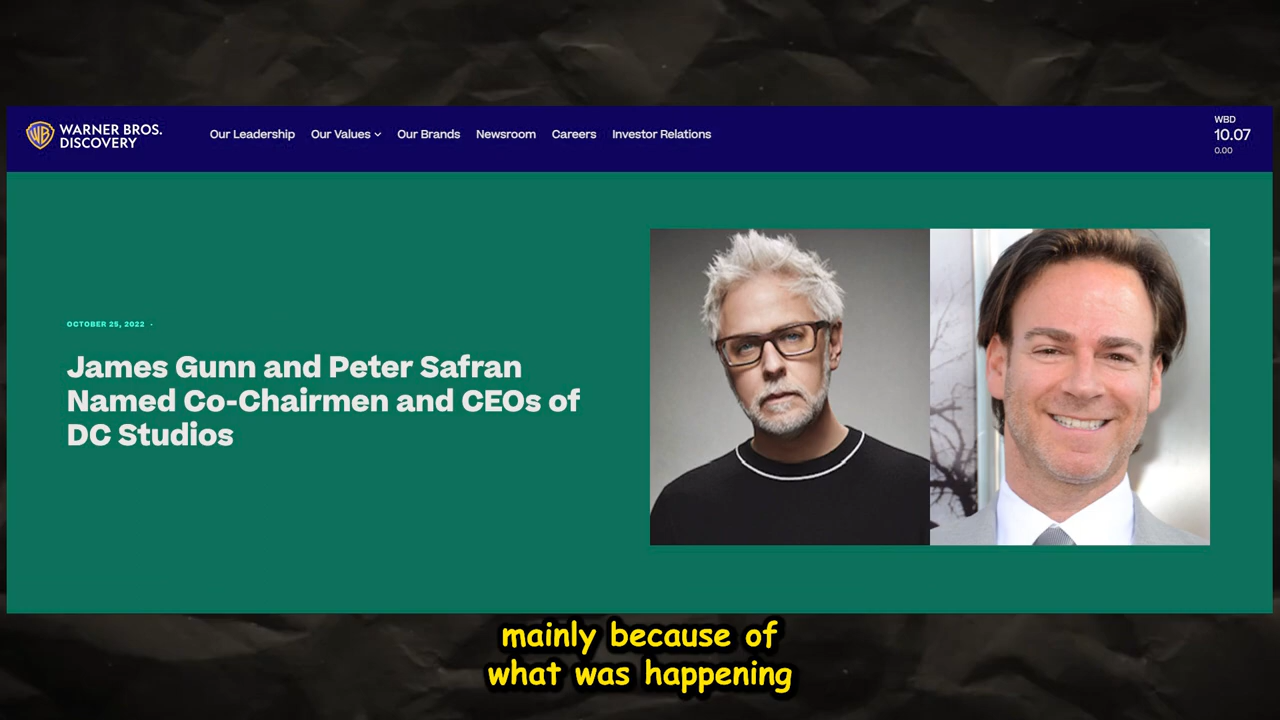 WARNER BROS.
DISCOVERY
Our Leadership Our Values Our Brands Newsroom Careers Investor Relations
WBD
10.07
0.00
OCTOBER 25, 2022 ·
James Gunn and Peter Safran
Named Co-Chairmen and CEOs of
DC Studios
mainly because of
what was happening